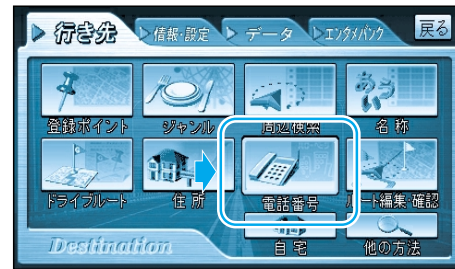 行き先 情報・設定 データ エンタメバンク 戻る
登録ポイント ジャンル 周辺検索 名称
ドライブルート 住所 電話番号 ルート編集・確認
Destination 自宅 他の方法